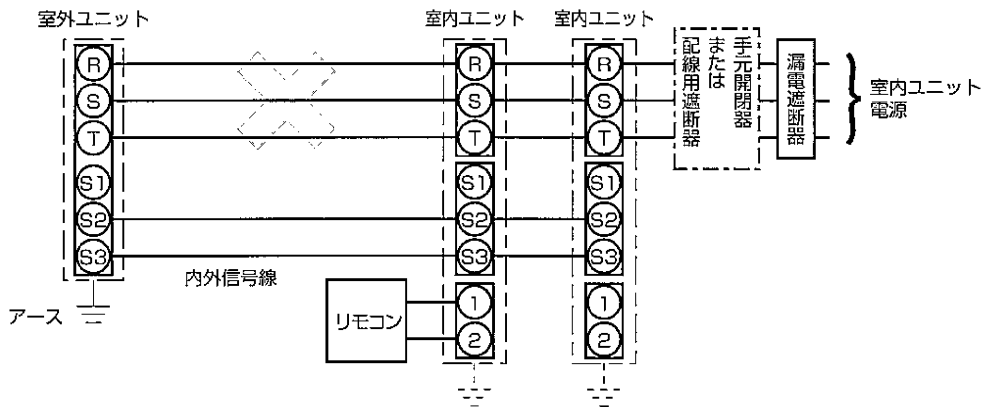 室外ユニット
室内ユニット
室内ユニット
R
S
T
S1
S2
S3
R
S
T
S1
S2
S3
1
2
R
S
T
S1
S2
S3
1
2
手元開閉器
または
配線用遮断器
漏電遮断器
室内ユニット
電源
内外信号線
アース
リモコン